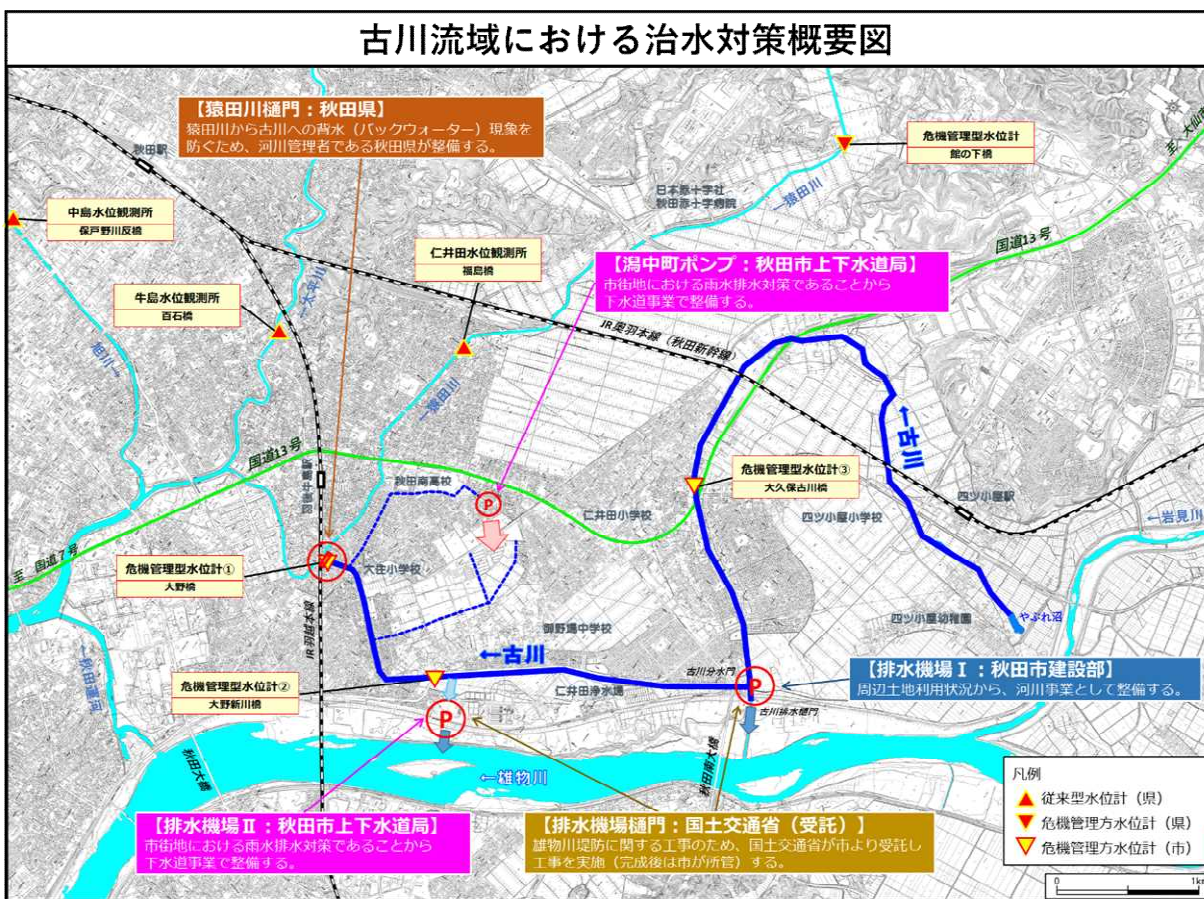 古川流域における治水対策概要図
【猿田川樋門：秋田県】
猿田川から古川への背水（バックウォーター）現象を
防ぐため、河川管理者である秋田県が整備する。
秋田駅
危機管理型水位計
館の下橋
至 大仙市
日本赤十字社
秋田赤十字病院
←猿田川
国道13号
中島水位観測所
保戸野川反橋
仁井田水位観測所
福島橋
【潟中町ポンプ：秋田市上下水道局】
市街地における雨水排水対策であることから
下水道事業で整備する。
牛島水位観測所
百石橋
←太平川
旭川→
JR奥羽本線（秋田新幹線）
←猿田川
←古川
国道13号
秋田南高校
P
仁井田小学校
危機管理型水位計③
大久保古川橋
四ツ小屋駅
四ツ小屋小学校
←岩見川
至 国道7号
危機管理型水位計①
大野橋
大住小学校
JR羽越本線
御野場中学校
四ツ小屋幼稚園
やぶれ沼
←古川
古川分水門
【排水機場Ⅰ：秋田市建設部】
周辺土地利用状況から、河川事業として整備する。
危機管理型水位計②
大野新川橋
仁井田浄水場
P
P
古川排水樋門
秋田大橋
←雄物川
秋田南大橋
【排水機場Ⅱ：秋田市上下水道局】
市街地における雨水排水対策であることから
下水道事業で整備する。
【排水機場樋門：国土交通省（受託）】
雄物川堤防に関する工事のため、国土交通省が市より受託し
工事を実施（完成後は市が所管）する。
凡例
従来型水位計（県）
危機管理方水位計（県）
危機管理方水位計（市）
0 1km